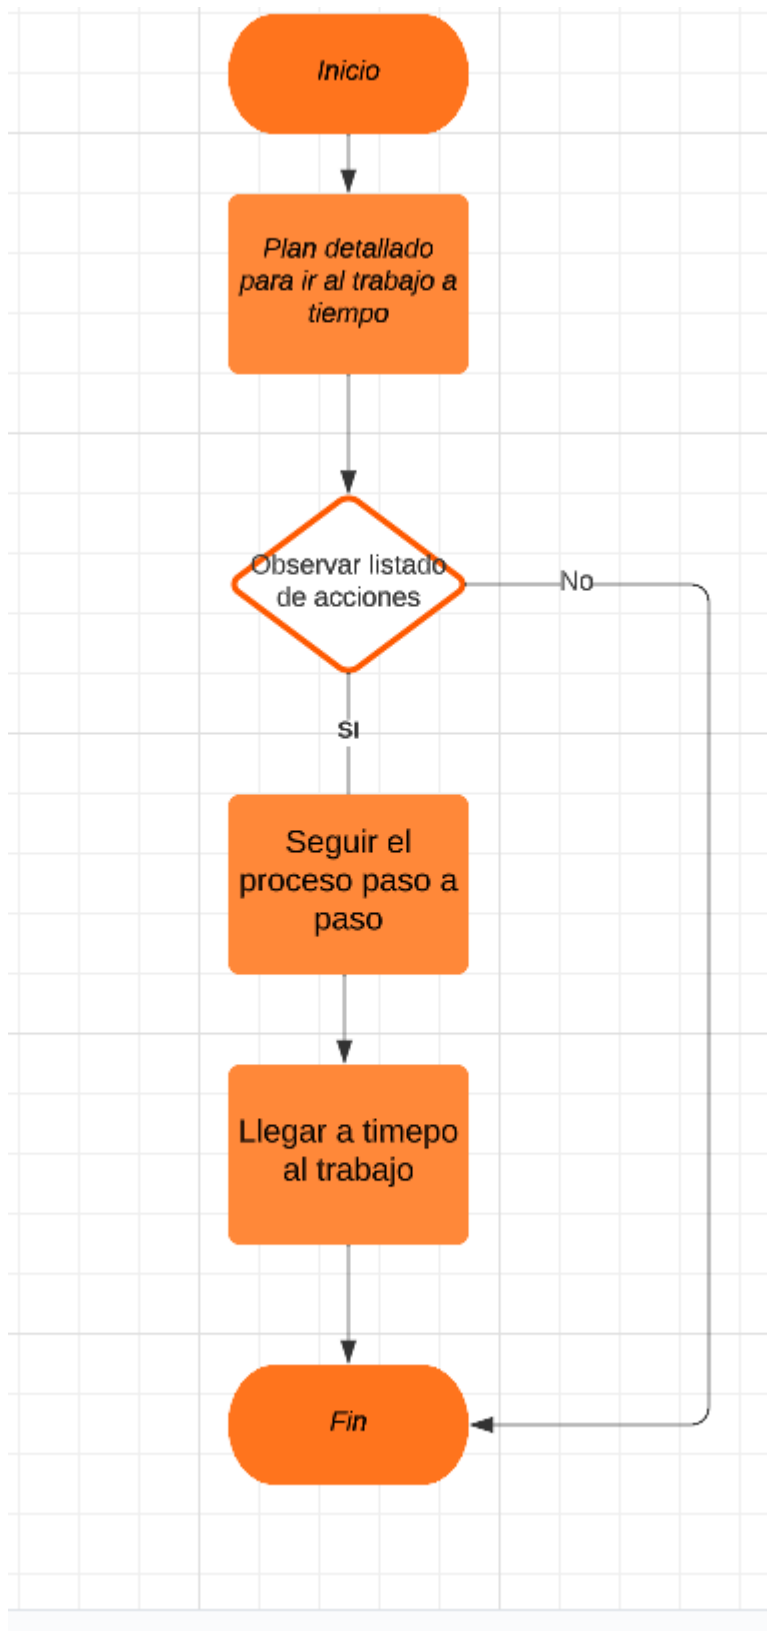 Inicio
Plan detallado
para ir al trabajo a
tiempo
Observar listado
de acciones
No
SI
Seguir el
proceso paso a
paso
Llegar a timepo
al trabajo
Fin